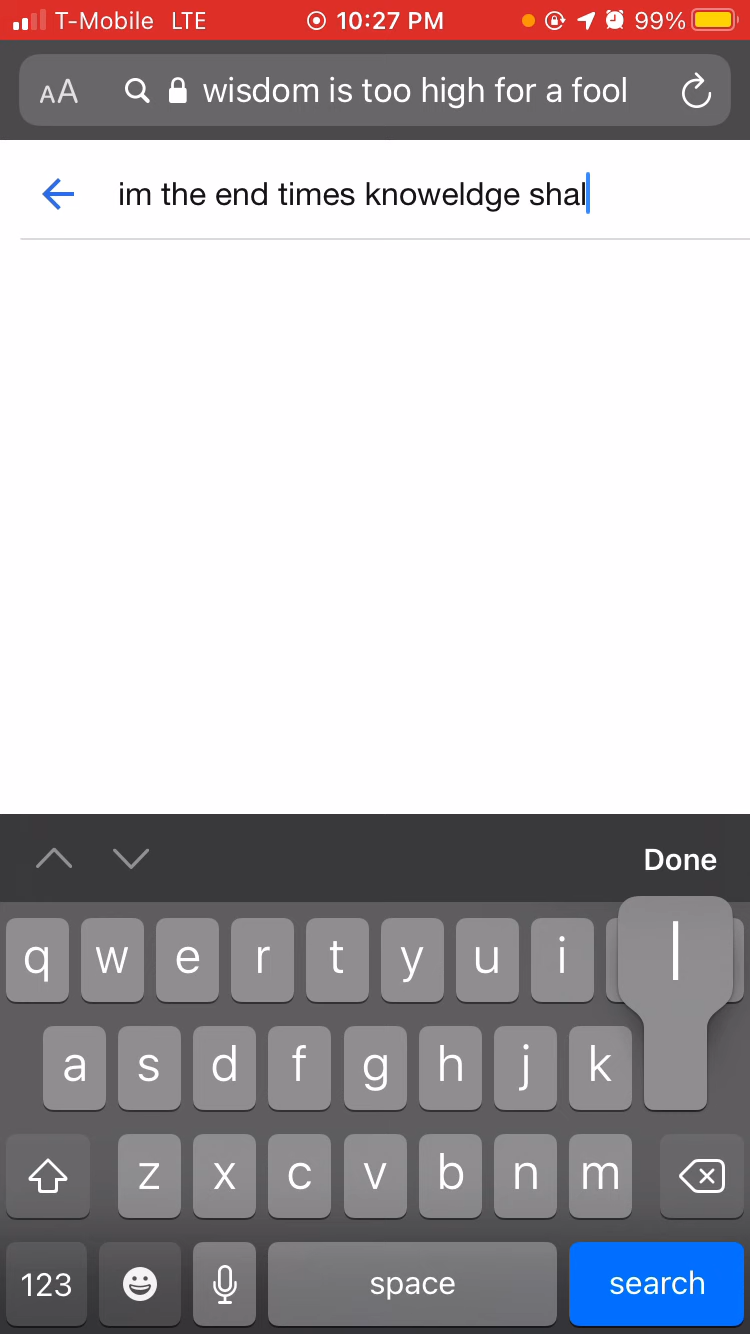 T-Mobile LTE 10:27 PM 99%
AA wisdom is too high for a fool
im the end times knoweldge shal
Done
q w e r t y u i l
a s d f g h j k
z x c v b n m
123 space search